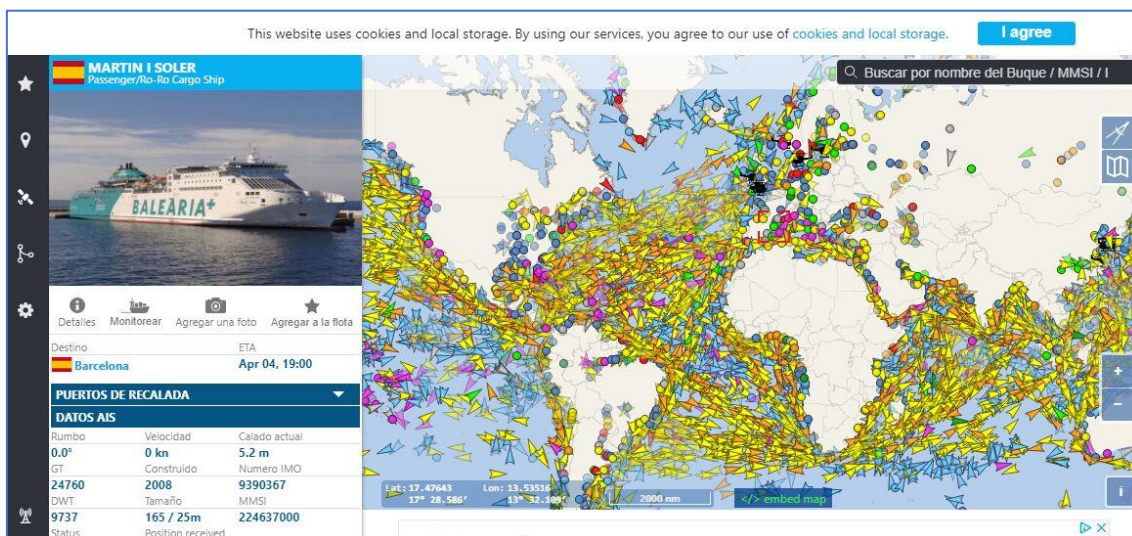 This website uses cookies and local storage. By using our services, you agree to our use of cookies and local storage.
I agree
MARTIN I SOLER
Passenger/Ro-Ro Cargo Ship
Buscar por nombre del Buque / MMSI / I
BALEÀRIA
Detalles Monitorear Agregar una foto Agregar a la flota
Destino ETA
Barcelona Apr 04, 19:00
PUERTOS DE RECALADA
DATOS AIS
Rumbo Velocidad Calado actual
0.0° 0 kn 5.2 m
GT Construido Numero IMO
24760 2008 9390367
DWT Tamaño MMSI
9737 165 / 25m 224637000
Status Position received
Lat: 17.47643 Lon: 13.53516
17° 28.586' 13° 32.109'
2000 nm
</> embed map